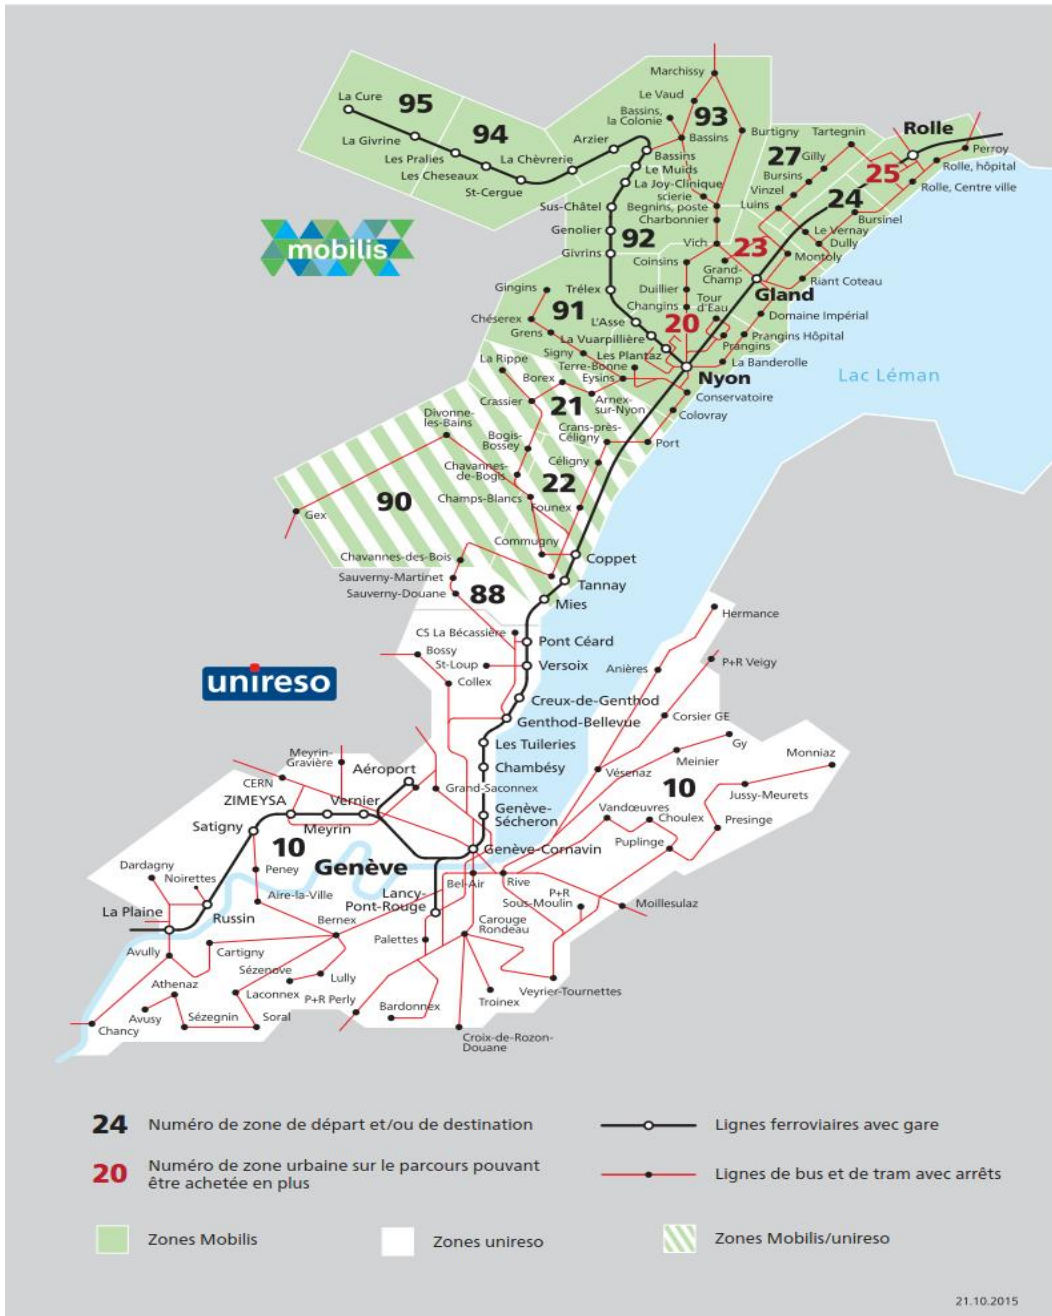 Marchissy
Le Vaud
La Cure
95
Bassins,
la Colonie
93
Tartegnin
Rolle
La Givrine
94
Arzier
Bassins
Burtigny
27
Perroy
Les Pralies
La Chèvrerie
Bassins
Gilly
25
Rolle, hôpital
Les Cheseaux
Le Muids
Bursins
St-Cergue
La Joy-Clinique
scierie
Vinzel
24
Rolle, Centre ville
Sus-Châtel
Begnins, poste
Luins
Bursinel
mobilis
Genolier
92
Charbonnier
Le Vernay
Givrins
Vich
23
Dully
Coinsins
Grand-
Champ
Montoly
Gingins
Trélex
Duillier
Tour
d'Eau
Gland
Riant Coteau
91
Changins
Domaine Impérial
Chéserex
L'Asse
20
Grens
La Vuarpillière
Prangins
Prangins Hôpital
Signy
Les Plantaz
La Rippe
Terre-Bonne
La Banderolle
Borex
Eysins
Nyon
Lac Léman
Crassier
21
Arnex-
sur-Nyon
Conservatoire
Divonne-
les-Bains
Colovray
Bogis-
Bossey
Crans-près-
Céligny
Port
Chavannes-
de-Bogis
Céligny
90
22
Champs-Blancs
Founex
Gex
Commugny
Chavannes-des-Bois
Coppet
Sauverny-Martinet
88
Tannay
Sauverny-Douane
Mies
Hermance
CS La Bécassière
Pont Céard
Bossy
St-Loup
Versoix
P+R Veigy
unireso
Collex
Anières
Creux-de-Genthod
Genthod-Bellevue
Corsier GE
Les Tuileries
Gy
Meyrin-
Gravière
Meinier
Monniaz
Aéroport
Chambésy
Vésenaz
CERN
Grand-Saconnex
10
Jussy-Meurets
ZIMEYSA
Vernier
Genève-
Sécheron
Vandœuvres
Satigny
Meyrin
Choulex
Presinge
10
Genève
Genève-Cornavin
Puplinge
Dardagny
Peney
Noirettes
Bel-Air
Rive
Aire-la-Ville
Lancy-
Pont-Rouge
P+R
Sous-Moulin
La Plaine
Russin
Bernex
Moillesulaz
Carouge
Rondeau
Palettes
Avully
Cartigny
Sézenove
Athenaz
Lully
Laconnex
P+R Perly
Veyrier-Tournettes
Avusy
Bardonnex
Troinex
Chancy
Sézegnin
Soral
Croix-de-Rozon-
Douane
24 Numéro de zone de départ et/ou de destination
Lignes ferroviaires avec gare
20 Numéro de zone urbaine sur le parcours pouvant
être achetée en plus
Lignes de bus et de tram avec arrêts
Zones Mobilis
Zones unireso
Zones Mobilis/unireso
21.10.2015